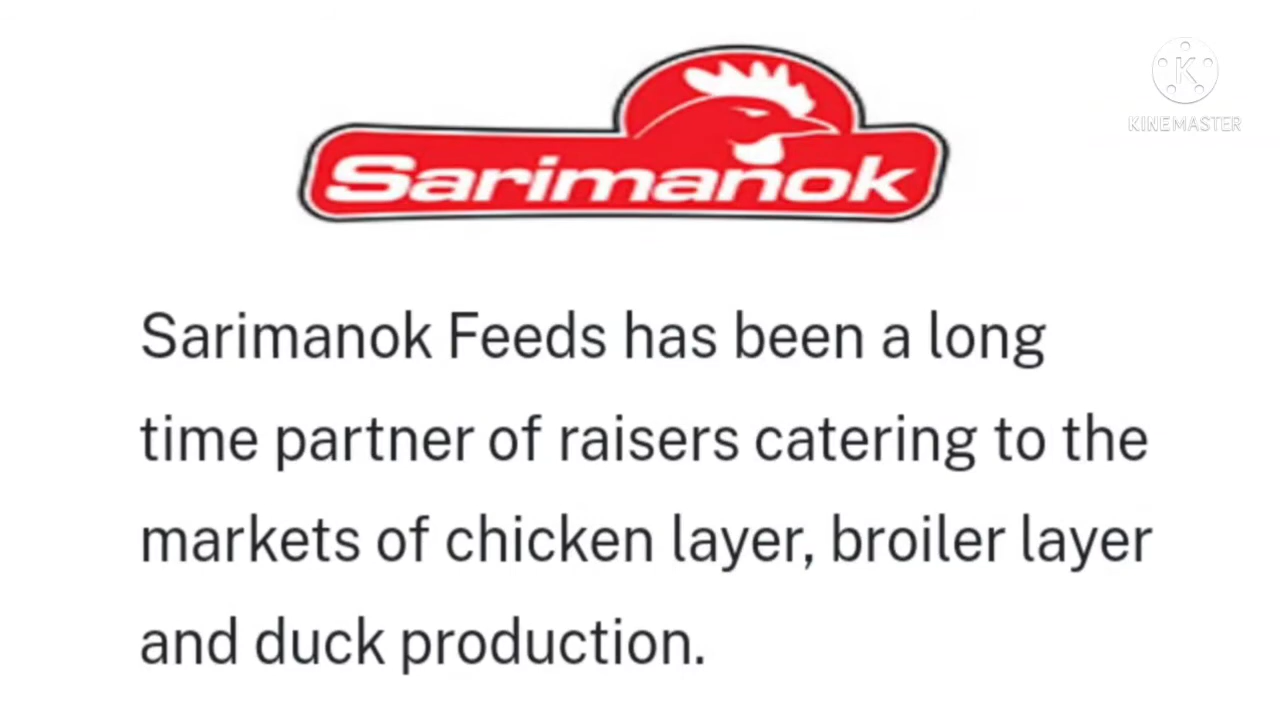 KINEMASTER
Sarimanok
Sarimanok Feeds has been a long
time partner of raisers catering to the
markets of chicken layer, broiler layer
and duck production.